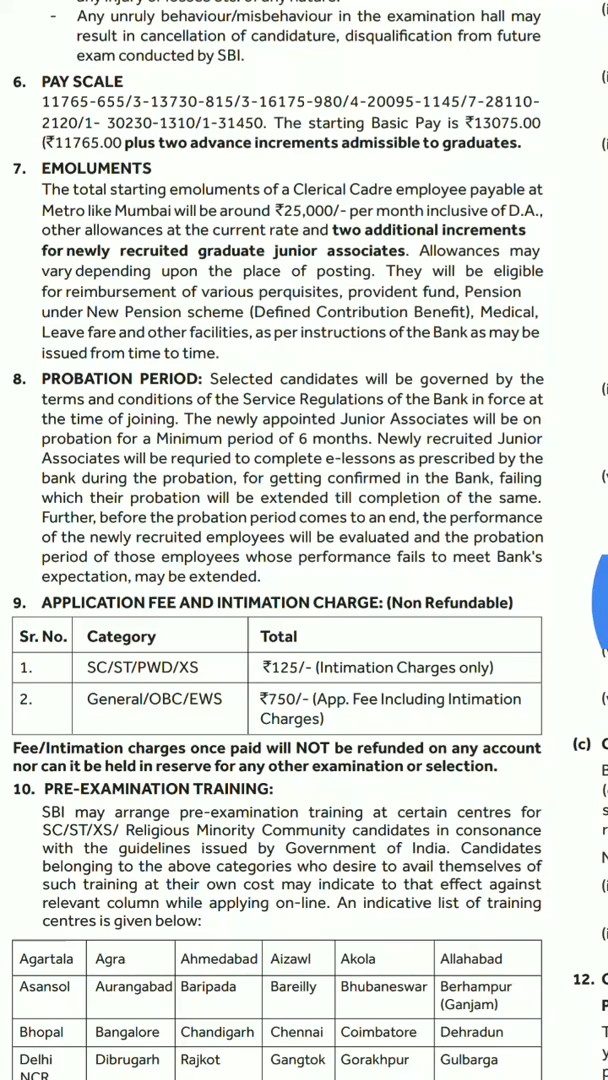 - Any unruly behaviour/misbehaviour in the examination hall may
result in cancellation of candidature, disqualification from future
exam conducted by SBI.
6. PAY SCALE
11765-655/3-13730-815/3-16175-980/4-20095-1145/7-28110-
2120/1- 30230-1310/1-31450. The starting Basic Pay is ₹13075.00
(₹11765.00 plus two advance increments admissible to graduates.
7. EMOLUMENTS
The total starting emoluments of a Clerical Cadre employee payable at
Metro like Mumbai will be around ₹25,000/- per month inclusive of D.A.,
other allowances at the current rate and two additional increments
for newly recruited graduate junior associates. Allowances may
vary depending upon the place of posting. They will be eligible
for reimbursement of various perquisites, provident fund, Pension
under New Pension scheme (Defined Contribution Benefit), Medical,
Leave fare and other facilities, as per instructions of the Bank as may be
issued from time to time.
8. PROBATION PERIOD: Selected candidates will be governed by the
terms and conditions of the Service Regulations of the Bank in force at
the time of joining. The newly appointed Junior Associates will be on
probation for a Minimum period of 6 months. Newly recruited Junior
Associates will be requried to complete e-lessons as prescribed by the
bank during the probation, for getting confirmed in the Bank, failing
which their probation will be extended till completion of the same.
Further, before the probation period comes to an end, the performance
of the newly recruited employees will be evaluated and the probation
period of those employees whose performance fails to meet Bank's
expectation, may be extended.
9. APPLICATION FEE AND INTIMATION CHARGE: (Non Refundable)
Sr. No. Category Total
1. SC/ST/PWD/XS ₹125/- (Intimation Charges only)
2. General/OBC/EWS ₹750/- (App. Fee Including Intimation
Charges)
Fee/Intimation charges once paid will NOT be refunded on any account
nor can it be held in reserve for any other examination or selection.
10. PRE-EXAMINATION TRAINING:
SBI may arrange pre-examination training at certain centres for
SC/ST/XS/ Religious Minority Community candidates in consonance
with the guidelines issued by Government of India. Candidates
belonging to the above categories who desire to avail themselves of
such training at their own cost may indicate to that effect against
relevant column while applying on-line. An indicative list of training
centres is given below:
Agartala Agra Ahmedabad Aizawl Akola Allahabad
Asansol Aurangabad Baripada Bareilly Bhubaneswar Berhampur
(Ganjam)
Bhopal Bangalore Chandigarh Chennai Coimbatore Dehradun
Delhi Dibrugarh Rajkot Gangtok Gorakhpur Gulbarga
NCR
(c)
12.